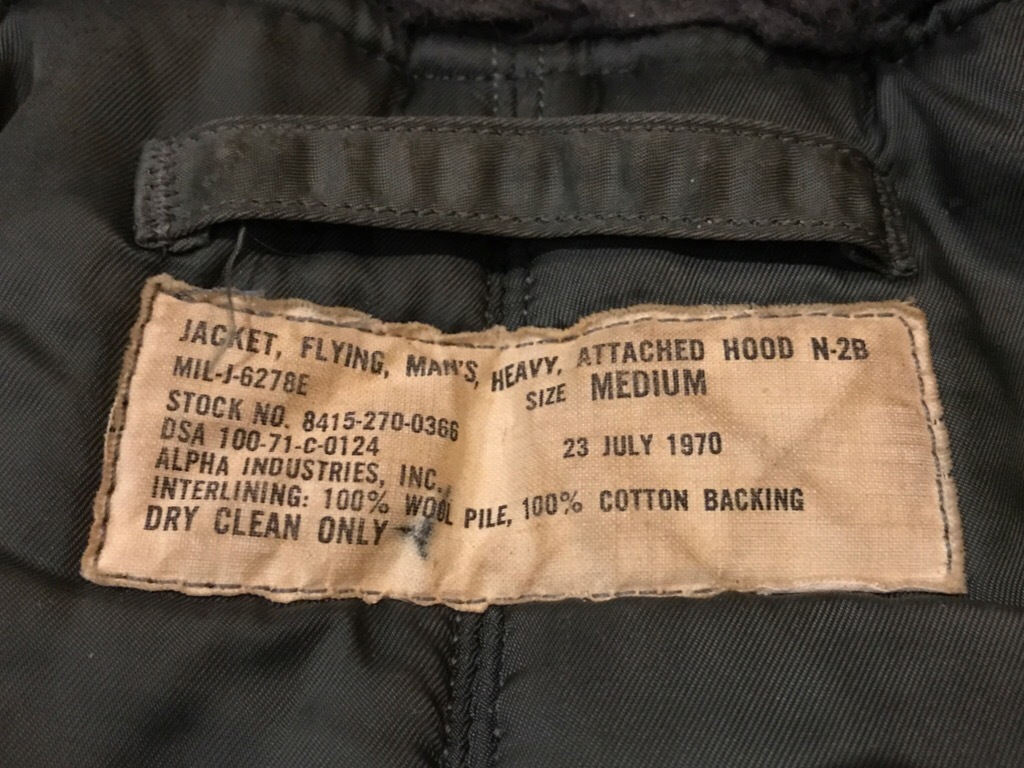 JACKET, FLYING, MAN'S, HEAVY, ATTACHED HOOD N-2B
MIL-J-6278E SIZE MEDIUM
STOCK NO. 8415-270-0366
DSA 100-71-C-0124 23 JULY 1970
ALPHA INDUSTRIES, INC.
INTERLINING: 100% WOOL PILE, 100% COTTON BACKING
DRY CLEAN ONLY